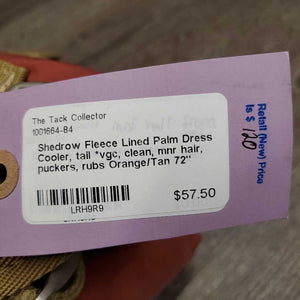 The Tack Collector
1001664-B4
Shedrow Fleece Lined Palm Dress
Cooler, tail *vgc, clean, mnr hair,
puckers, rubs Orange/Tan 72"
$57.50
LRH9R9
Retail (New) Price
Is $ 120